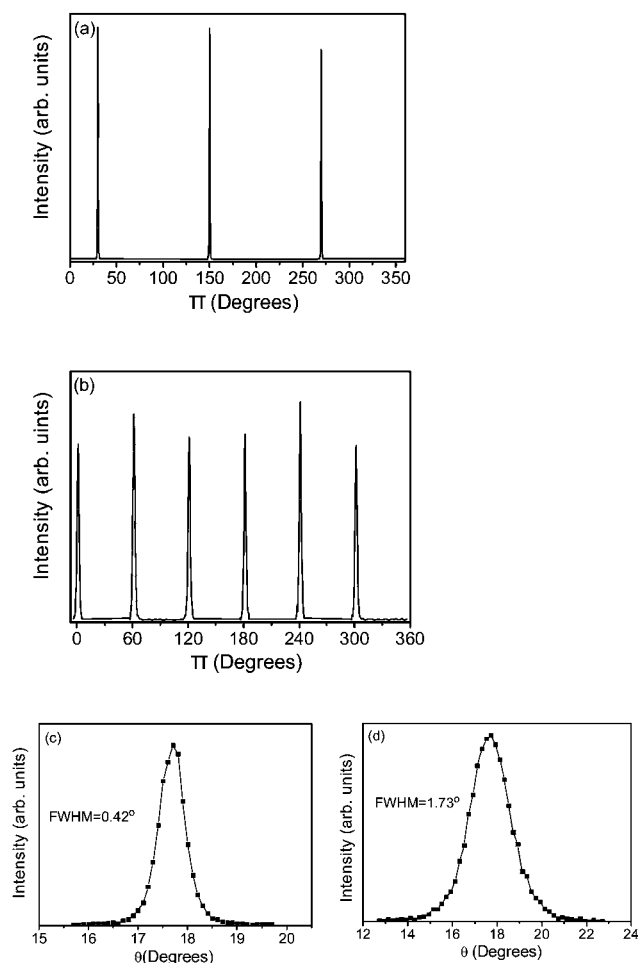 (a)
Intensity (arb. units)
0 50 100 150 200 250 300 350
π (Degrees)
(b)
Intensity (arb. uints)
0 60 120 180 240 300 360
π (Degrees)
(c)
Intensity (arb. units)
FWHM=0.42°
15 16 17 18 19 20
θ(Degrees)
(d)
Intensity (arb. units)
FWHM=1.73°
12 14 16 18 20 22 24
θ (Degrees)